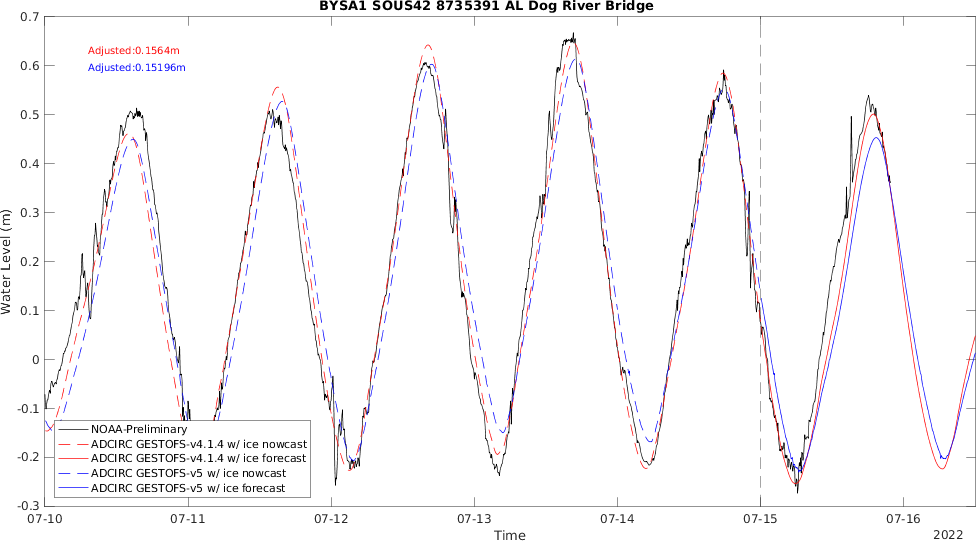 BYSA1 SOUS42 8735391 AL Dog River Bridge
0.7
0.6
0.5
0.4
0.3
0.2
0.1
0
-0.1
-0.2
-0.3
Water Level (m)
Adjusted:0.1564m
Adjusted:0.15196m
NOAA-Preliminary
ADCIRC GESTOFS-v4.1.4 w/ ice nowcast
ADCIRC GESTOFS-v4.1.4 w/ ice forecast
ADCIRC GESTOFS-v5 w/ ice nowcast
ADCIRC GESTOFS-v5 w/ ice forecast
07-10 07-11 07-12 07-13 07-14 07-15 07-16
Time
2022